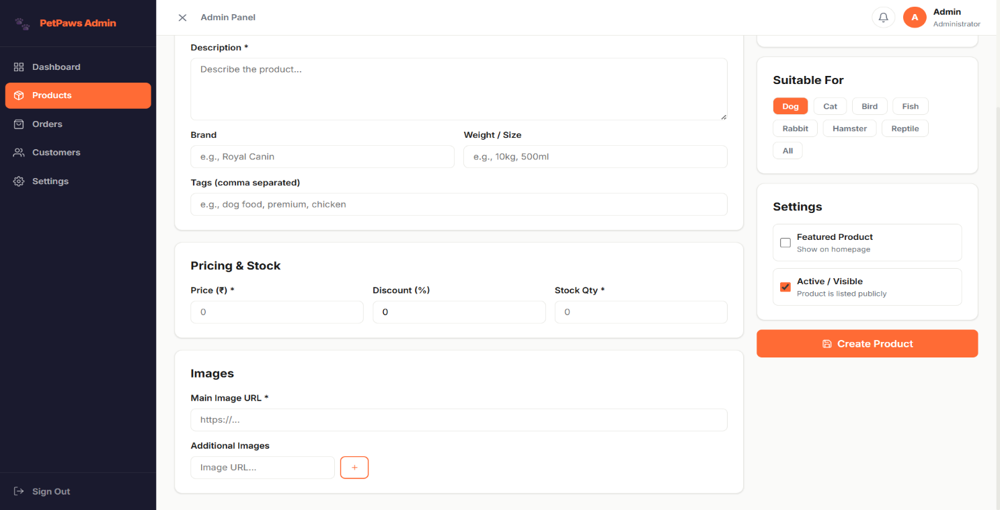 PetPaws Admin
Dashboard
Products
Orders
Customers
Settings
Sign Out
Admin Panel
A
Admin
Administrator
Description *
Describe the product...
Brand
Weight / Size
e.g., Royal Canin
e.g., 10kg, 500ml
Tags (comma separated)
e.g., dog food, premium, chicken
Pricing & Stock
Price (₹) *
Discount (%)
Stock Qty *
0
0
0
Images
Main Image URL *
https://...
Additional Images
Image URL...
+
Suitable For
Dog
Cat
Bird
Fish
Rabbit
Hamster
Reptile
All
Settings
Featured Product
Show on homepage
Active / Visible
Product is listed publicly
Create Product